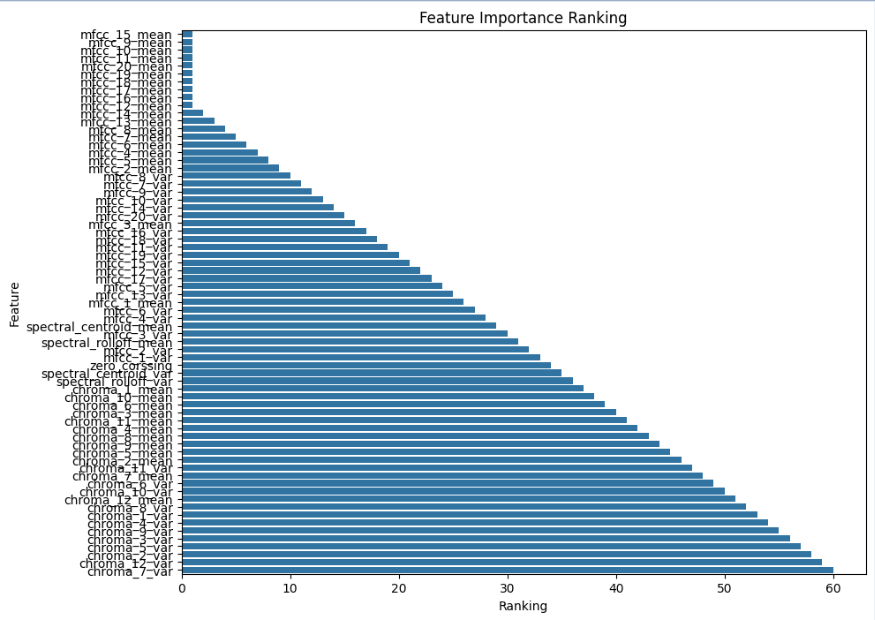 Feature Importance Ranking
mfcc_15_mean
mfcc_9_mean
mfcc_10_mean
mfcc_11_mean
mfcc_20_mean
mfcc_19_mean
mfcc_18_mean
mfcc_17_mean
mfcc_16_mean
mfcc_12_mean
mfcc_14_mean
mfcc_13_mean
mfcc_8_mean
mfcc_7_mean
mfcc_6_mean
mfcc_4_mean
mfcc_5_mean
mfcc_2_mean
mfcc_8_var
mfcc_7_var
mfcc_9_var
mfcc_10_var
mfcc_14_var
mfcc_20_var
mfcc_3_mean
mfcc_16_var
mfcc_18_var
mfcc_11_var
mfcc_19_var
mfcc_15_var
mfcc_12_var
mfcc_17_var
mfcc_5_var
mfcc_13_var
mfcc_1_mean
mfcc_6_var
mfcc_4_var
spectral_centroid_mean
mfcc_3_var
spectral_rolloff_mean
mfcc_2_var
mfcc_1_var
zero_corssing
spectral_centroid_var
spectral_rolloff_var
chroma_1_mean
chroma_10_mean
chroma_6_mean
chroma_3_mean
chroma_11_mean
chroma_4_mean
chroma_8_mean
chroma_9_mean
chroma_5_mean
chroma_2_mean
chroma_11_var
chroma_7_mean
chroma_6_var
chroma_10_var
chroma_12_mean
chroma_8_var
chroma_1_var
chroma_4_var
chroma_9_var
chroma_3_var
chroma_5_var
chroma_2_var
chroma_12_var
chroma_7_var
Feature
0 10 20 30 40 50 60
Ranking